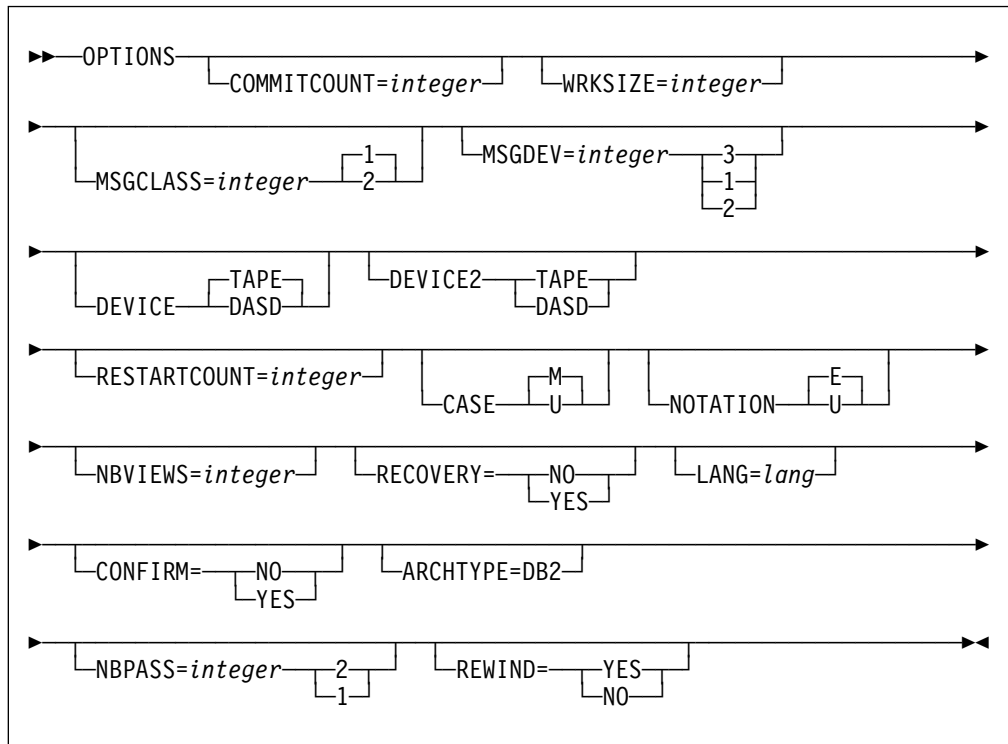 OPTIONS
COMMITCOUNT=integer WRKSIZE=integer
1 3
MSGCLASS=integer 2 MSGDEV=integer 1
2
TAPE DEVICE2 TAPE
DEVICE DASD DASD
RESTARTCOUNT=integer M E
CASE U NOTATION U
NBVIEWS=integer RECOVERY= NO LANG=lang
YES
CONFIRM= NO ARCHTYPE=DB2
YES
NBPASS=integer 2 REWIND= YES
1 NO